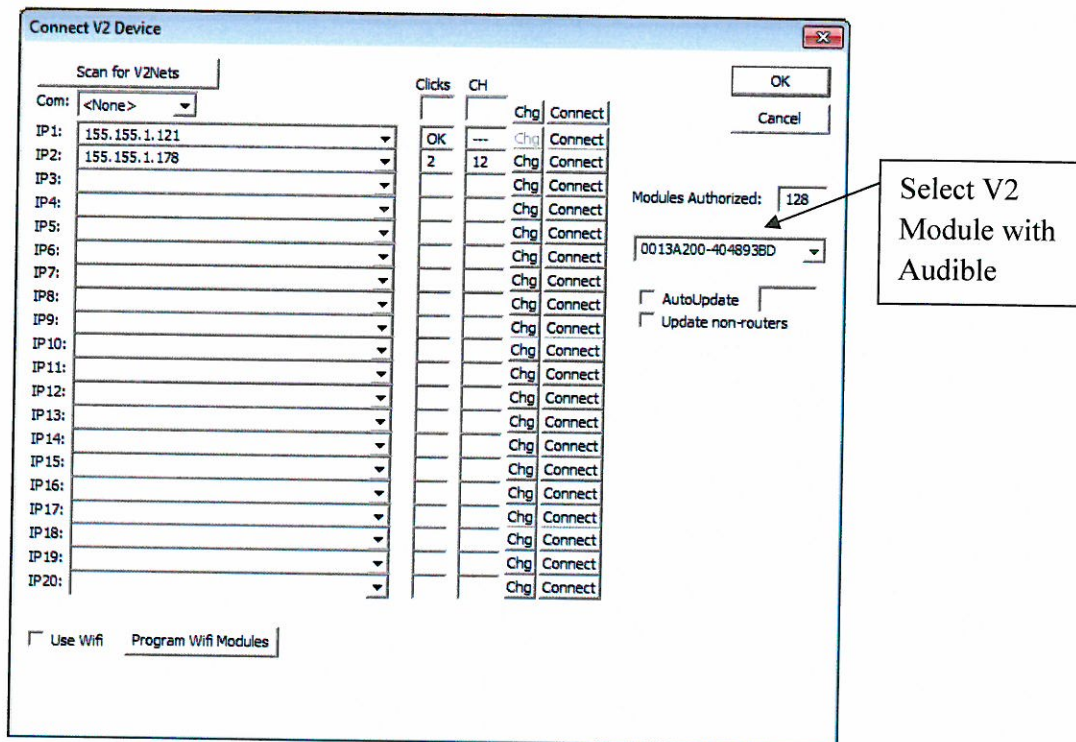 Connect V2 Device
Scan for V2Nets
Clicks CH
OK
Com: <None>
Chg Connect
Cancel
IP1: 155.155.1.121 OK --- Chg Connect
IP2: 155.155.1.178 2 12 Chg Connect
IP3: Chg Connect
Modules Authorized: 128
IP4: Chg Connect
IP5: Chg Connect
0013A200-404893BD
IP6: Chg Connect
IP7: Chg Connect
AutoUpdate
IP8: Chg Connect
Update non-routers
IP9: Chg Connect
IP10: Chg Connect
IP11: Chg Connect
IP12: Chg Connect
IP13: Chg Connect
IP14: Chg Connect
IP15: Chg Connect
IP16: Chg Connect
IP17: Chg Connect
IP18: Chg Connect
IP19: Chg Connect
IP20: Chg Connect
Use Wifi Program Wifi Modules
Select V2
Module with
Audible